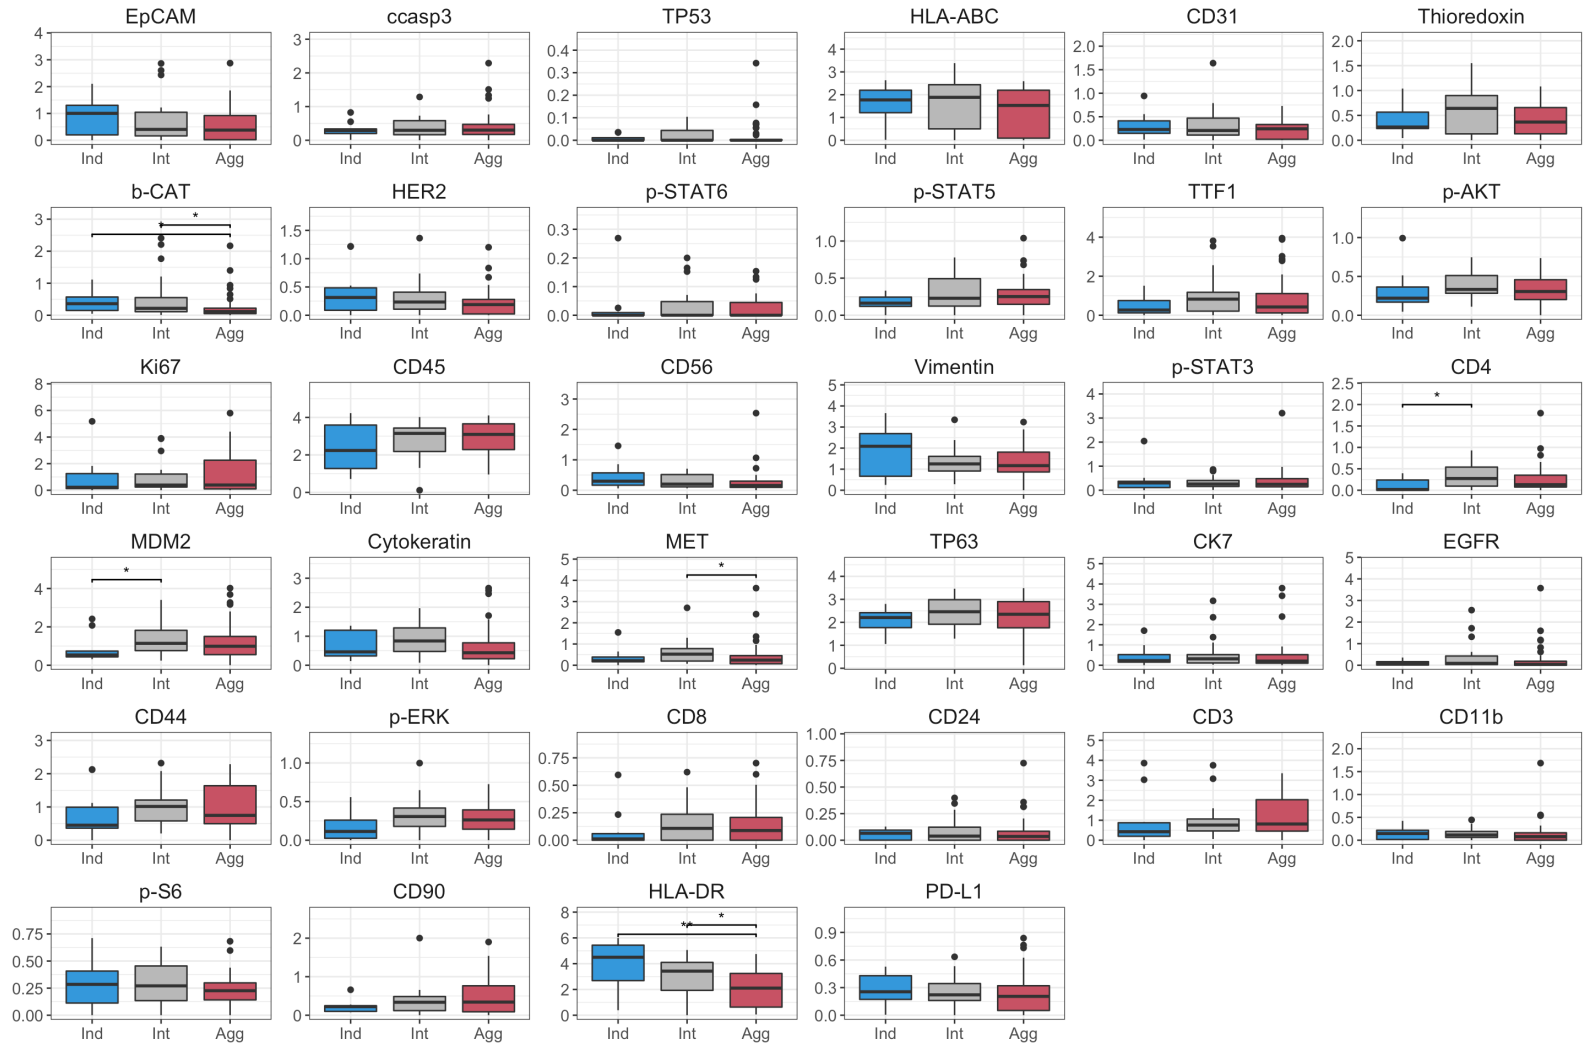 EpCAM ccasp3 TP53 HLA-ABC CD31 Thioredoxin
4 3 2 1 0
3 2 1 0
0.4 0.3 0.2 0.1 0.0
4 3 2 1 0
2.0 1.5 1.0 0.5 0.0
2.0 1.5 1.0 0.5 0.0
Ind Int Agg Ind Int Agg Ind Int Agg Ind Int Agg Ind Int Agg Ind Int Agg
b-CAT HER2 p-STAT6 p-STAT5 TTF1 p-AKT
3 2 1 0
* *
1.5 1.0 0.5 0.0
0.3 0.2 0.1 0.0
1.0 0.5 0.0
4 2 0
1.0 0.5 0.0
Ind Int Agg Ind Int Agg Ind Int Agg Ind Int Agg Ind Int Agg Ind Int Agg
Ki67 CD45 CD56 Vimentin p-STAT3 CD4
8 6 4 2 0
4 2 0
3 2 1 0
5 4 3 2 1 0
4 3 2 1 0
2.5 2.0 1.5 1.0 0.5 0.0
*
Ind Int Agg Ind Int Agg Ind Int Agg Ind Int Agg Ind Int Agg Ind Int Agg
MDM2 Cytokeratin MET TP63 CK7 EGFR
4 2 0
*
3 2 1 0
5 4 3 2 1 0
*
4 3 2 1 0
5 4 3 2 1 0
5 4 3 2 1 0
Ind Int Agg Ind Int Agg Ind Int Agg Ind Int Agg Ind Int Agg Ind Int Agg
CD44 p-ERK CD8 CD24 CD3 CD11b
3 2 1 0
1.0 0.5 0.0
0.75 0.50 0.25 0.00
1.00 0.75 0.50 0.25 0.00
5 4 3 2 1 0
2.0 1.5 1.0 0.5 0.0
Ind Int Agg Ind Int Agg Ind Int Agg Ind Int Agg Ind Int Agg Ind Int Agg
p-S6 CD90 HLA-DR PD-L1
0.75 0.50 0.25 0.00
2 1 0
8 6 4 2 0
** *
0.9 0.6 0.3 0.0
Ind Int Agg Ind Int Agg Ind Int Agg Ind Int Agg